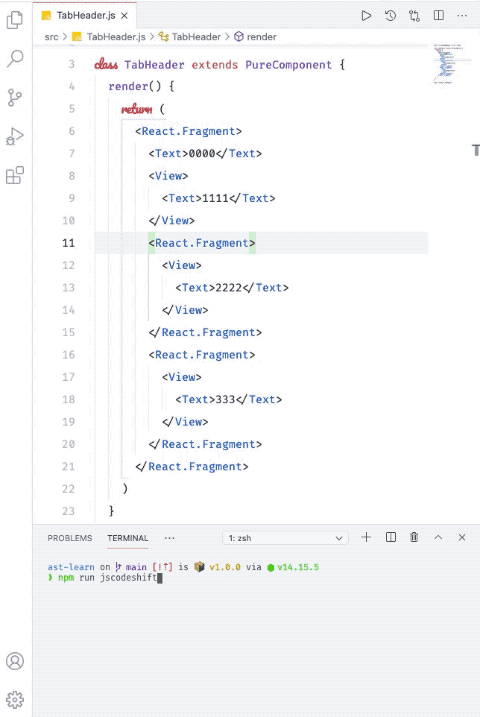 TabHeader.js ×
src > TabHeader.js > TabHeader > render
3 class TabHeader extends PureComponent {
4 render() {
5 return (
6 <React.Fragment>
7 <Text>0000</Text>
8 <View>
9 <Text>1111</Text>
10 </View>
11 <React.Fragment>
12 <View>
13 <Text>2222</Text>
14 </View>
15 </React.Fragment>
16 <React.Fragment>
17 <View>
18 <Text>333</Text>
19 </View>
20 </React.Fragment>
21 </React.Fragment>
22 )
23 }
PROBLEMS TERMINAL ··· 1: zsh
ast-learn on main [!↑] is v1.0.0 via v14.15.5
❯ npm run jscodeshift